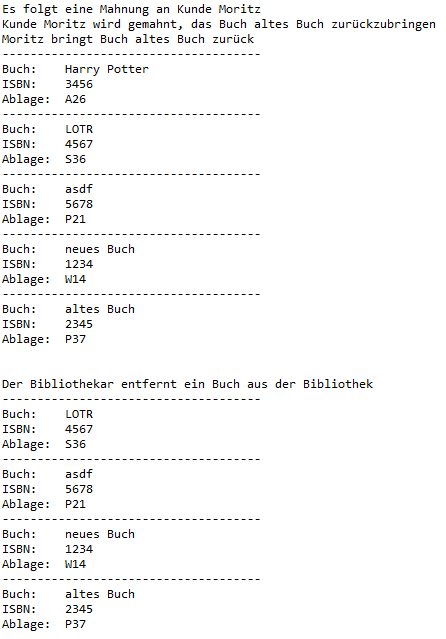 Es folgt eine Mahnung an Kunde Moritz
Kunde Moritz wird gemahnt, das Buch altes Buch zurückzubringen
Moritz bringt Buch altes Buch zurück
-------------------------------------
Buch:    Harry Potter
ISBN:    3456
Ablage:  A26
-------------------------------------
Buch:    LOTR
ISBN:    4567
Ablage:  S36
-------------------------------------
Buch:    asdf
ISBN:    5678
Ablage:  P21
-------------------------------------
Buch:    neues Buch
ISBN:    1234
Ablage:  W14
-------------------------------------
Buch:    altes Buch
ISBN:    2345
Ablage:  P37
Der Bibliothekar entfernt ein Buch aus der Bibliothek
-------------------------------------
Buch:    LOTR
ISBN:    4567
Ablage:  S36
-------------------------------------
Buch:    asdf
ISBN:    5678
Ablage:  P21
-------------------------------------
Buch:    neues Buch
ISBN:    1234
Ablage:  W14
-------------------------------------
Buch:    altes Buch
ISBN:    2345
Ablage:  P37